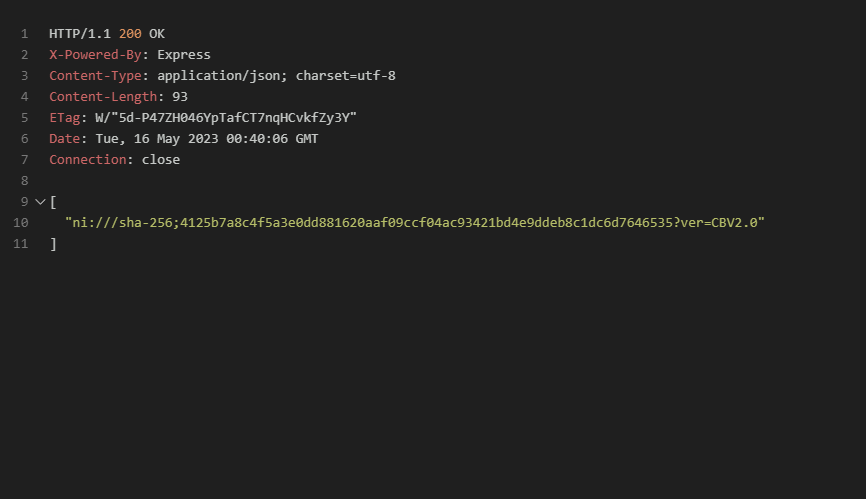 1 HTTP/1.1 200 OK
2 X-Powered-By: Express
3 Content-Type: application/json; charset=utf-8
4 Content-Length: 93
5 ETag: W/"5d-P47ZH046YpTafCT7nqHCvkfZy3Y"
6 Date: Tue, 16 May 2023 00:40:06 GMT
7 Connection: close
8
9 [
10 "ni:///sha-256;4125b7a8c4f5a3e0dd881620aaf09ccf04ac93421bd4e9ddeb8c1dc6d7646535?ver=CBV2.0"
11 ]